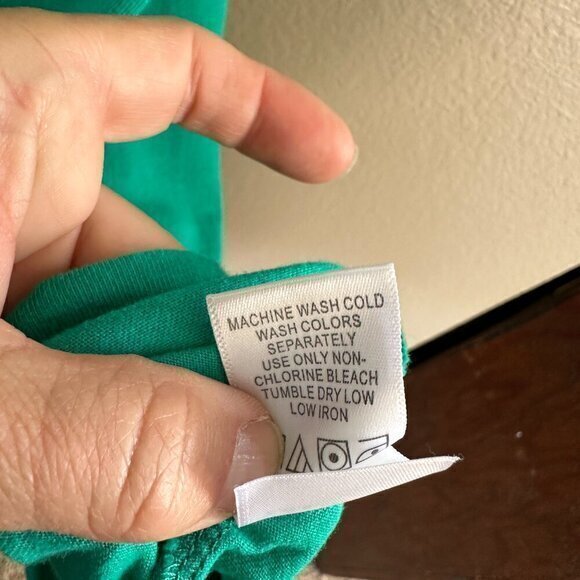 MACHINE WASH COLD
WASH COLORS
SEPARATELY
USE ONLY NON-
CHLORINE BLEACH
TUMBLE DRY LOW
LOW IRON